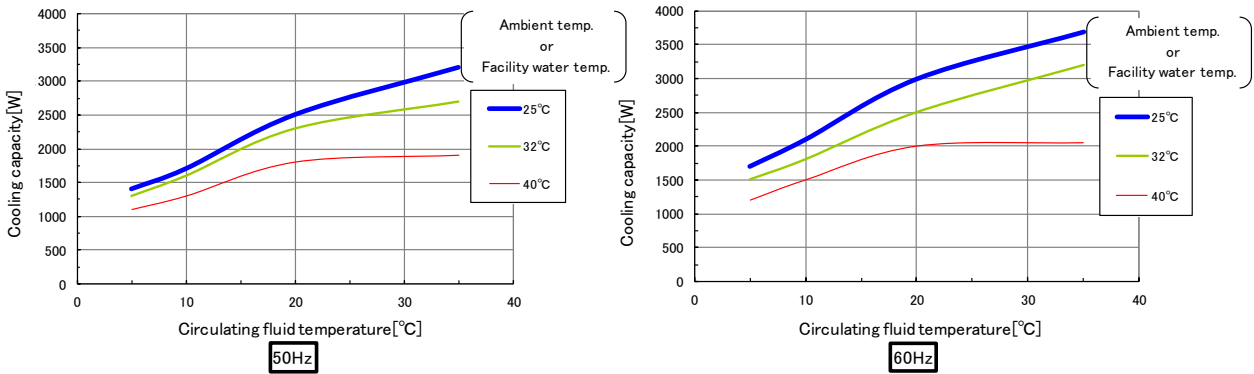 4000
3500
3000
2500
2000
1500
1000
500
0
0 10 20 30 40
Cooling capacity[W]
Circulating fluid temperature[℃]
50Hz
Ambient temp.
or
Facility water temp.
25℃
32℃
40℃
4000
3500
3000
2500
2000
1500
1000
500
0
0 10 20 30 40
Cooling capacity[W]
Circulating fluid temperature[℃]
60Hz
Ambient temp.
or
Facility water temp.
25℃
32℃
40℃